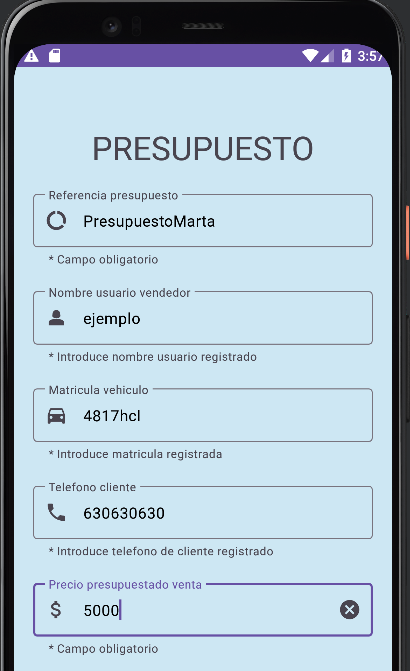 3:57
PRESUPUESTO
Referencia presupuesto
PresupuestoMarta
* Campo obligatorio
Nombre usuario vendedor
ejemplo
* Introduce nombre usuario registrado
Matricula vehiculo
4817hcl
* Introduce matricula registrada
Telefono cliente
630630630
* Introduce telefono de cliente registrado
Precio presupuestado venta
$ 5000
* Campo obligatorio